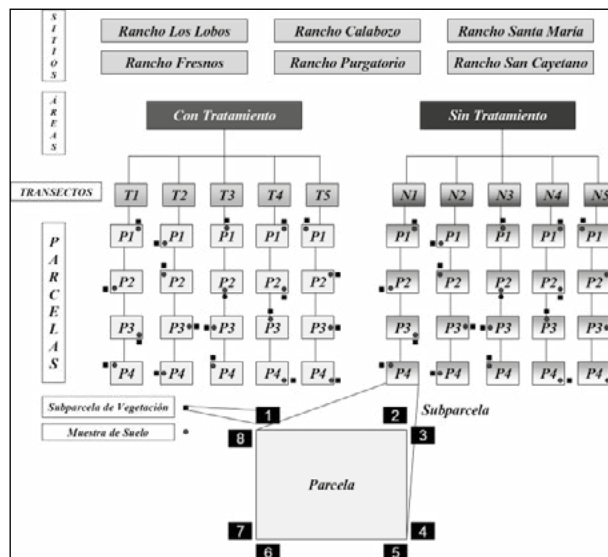 SITIOS
Rancho Los Lobos Rancho Calabozo Rancho Santa María
Rancho Fresnos Rancho Purgatorio Rancho San Cayetano
ÁREAS
Con Tratamiento Sin Tratamiento
TRANSECTOS T1 T2 T3 T4 T5 N1 N2 N3 N4 N5
PARCELAS
P1 P1 P1 P1 P1 P1 P1 P1 P1 P1
P2 P2 P2 P2 P2 P2 P2 P2 P2 P2
P3 P3 P3 P3 P3 P3 P3 P3 P3 P3
P4 P4 P4 P4 P4 P4 P4 P4 P4 P4
Subparcela de Vegetación
Muestra de Suelo
1 2 Subparcela
8 3
Parcela
7 4
6 5